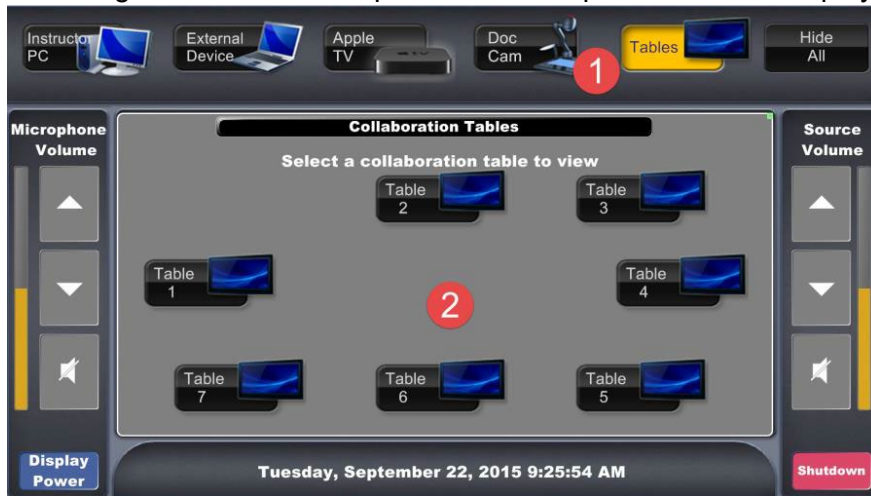 Instructor
PC
External
Device
Apple
TV
Doc
Cam
1
Tables
Hide
All
Microphone
Volume
Collaboration Tables
Source
Volume
Select a collaboration table to view
Table
2
Table
3
Table
1
Table
4
2
Table
7
Table
6
Table
5
Display
Power
Tuesday, September 22, 2015 9:25:54 AM
Shutdown